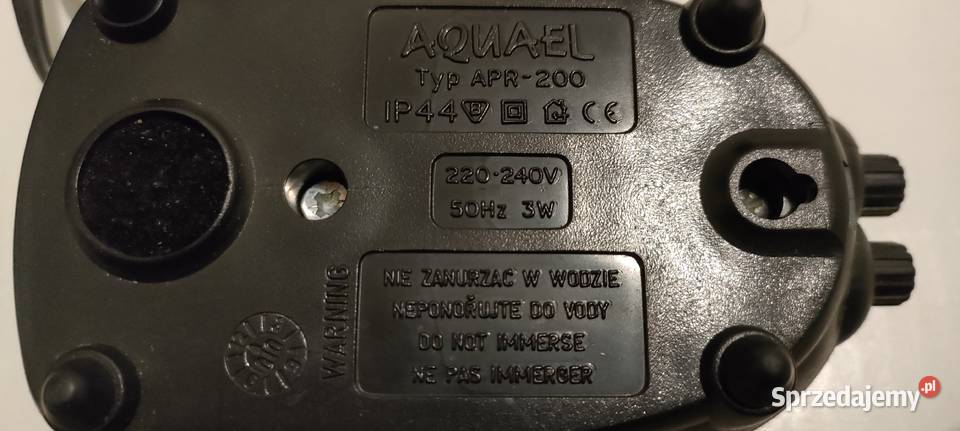 AQUAEL
Typ APR-200
IP44 B CE
220-240V
50Hz 3W
WARNING
NIE ZANURZAĆ W WODZIE
NEPONOŘUJTE DO VODY
DO NOT IMMERSE
NE PAS IMMERGER
Sprzedajemy.pl